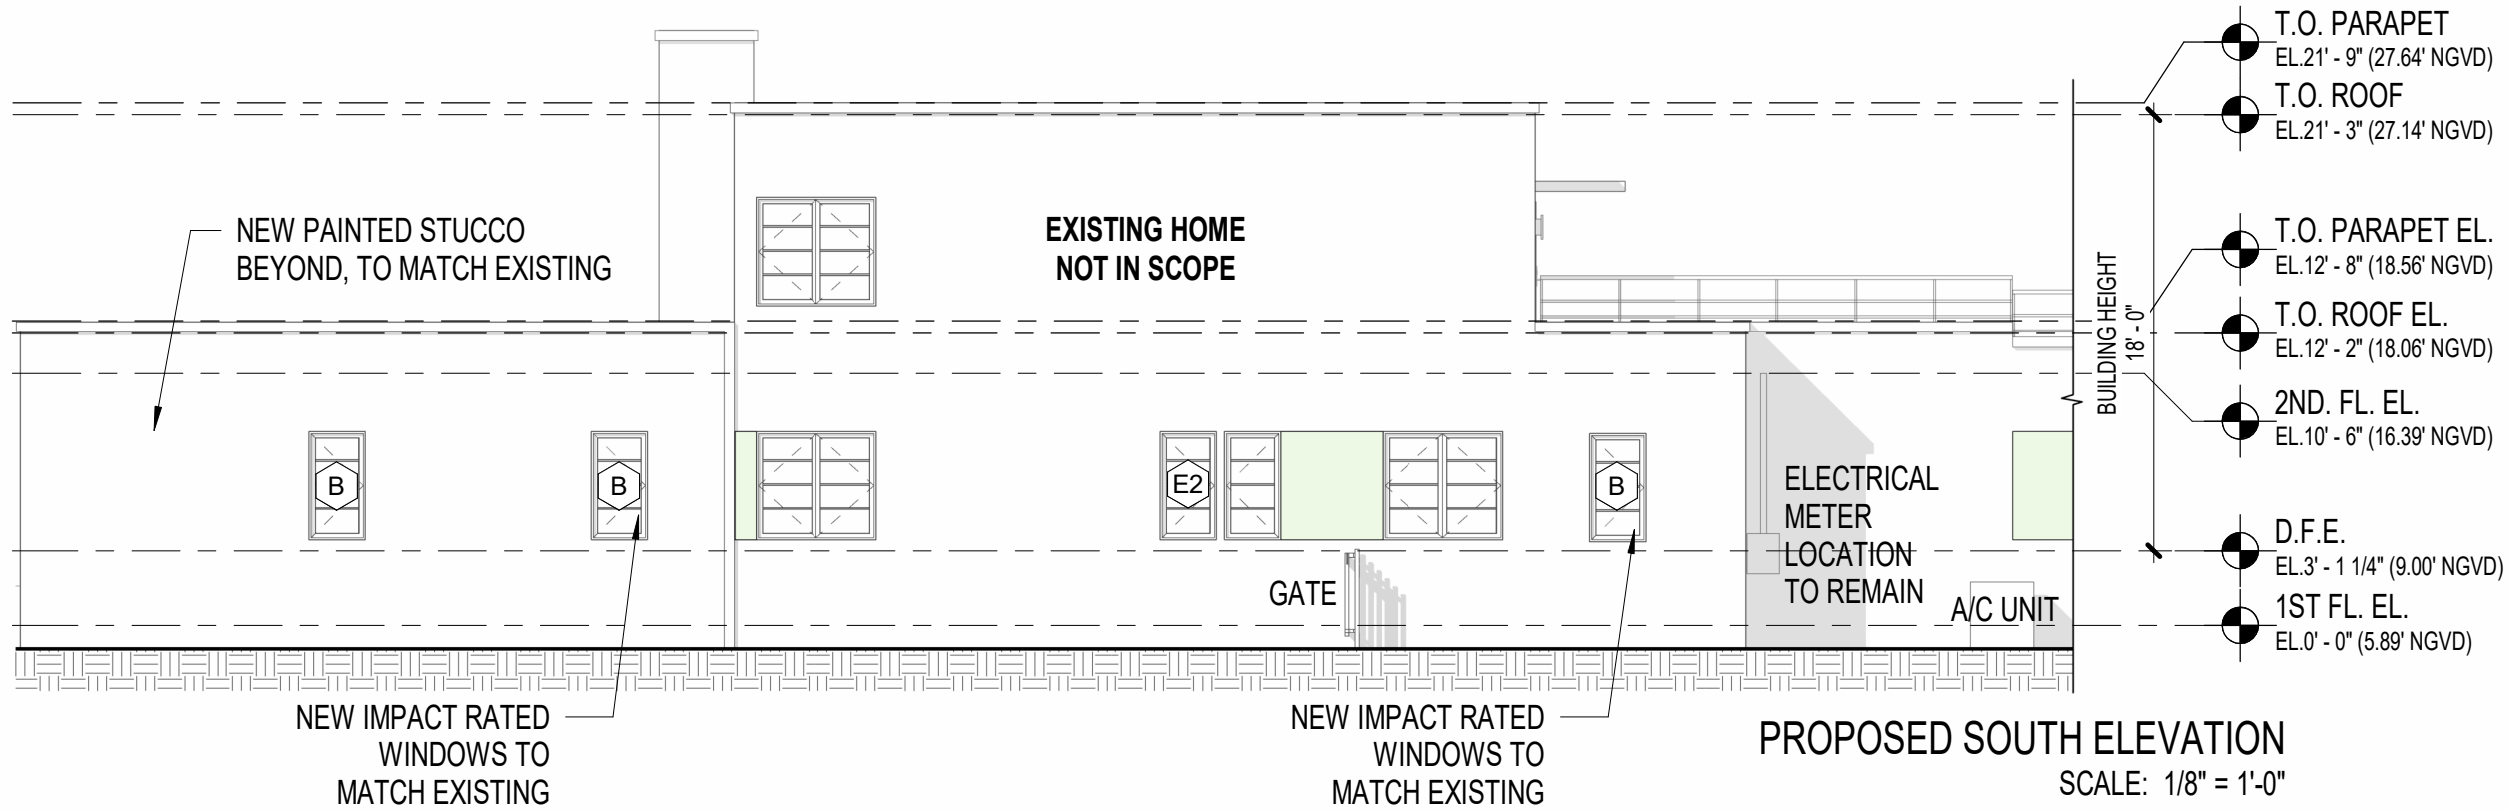 T.O. PARAPET
EL.21' - 9" (27.64' NGVD)
T.O. ROOF
EL.21' - 3" (27.14' NGVD)
NEW PAINTED STUCCO
BEYOND, TO MATCH EXISTING
EXISTING HOME
NOT IN SCOPE
T.O. PARAPET EL.
EL.12' - 8" (18.56' NGVD)
BUILDING HEIGHT
18' - 0"
T.O. ROOF EL.
EL.12' - 2" (18.06' NGVD)
2ND. FL. EL.
EL.10' - 6" (16.39' NGVD)
B
B
E2
B
ELECTRICAL
METER
LOCATION
TO REMAIN
D.F.E.
EL.3' - 1 1/4" (9.00' NGVD)
GATE
A/C UNIT
1ST FL. EL.
EL.0' - 0" (5.89' NGVD)
NEW IMPACT RATED
WINDOWS TO
MATCH EXISTING
NEW IMPACT RATED
WINDOWS TO
MATCH EXISTING
PROPOSED SOUTH ELEVATION
SCALE: 1/8" = 1'-0"